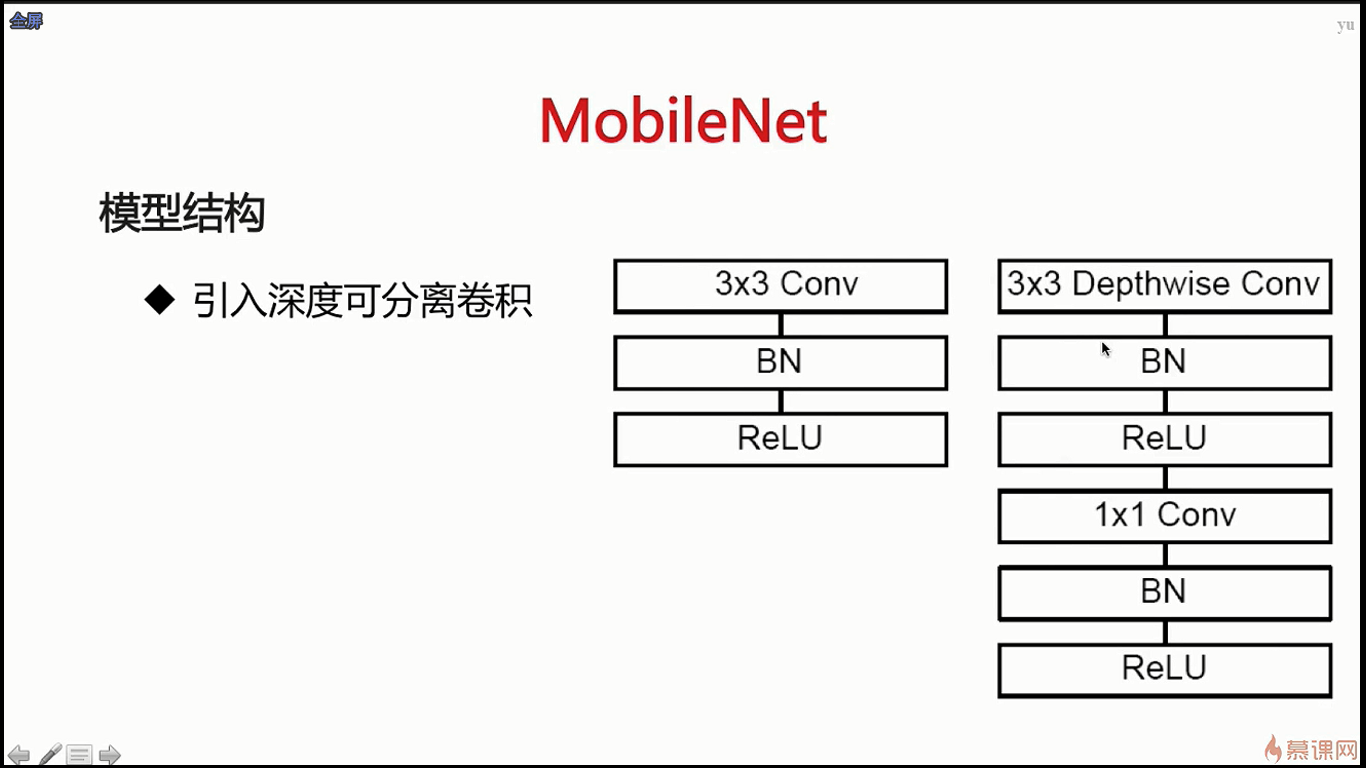 全屏
yu
MobileNet
模型结构
◆ 引入深度可分离卷积
3x3 Conv
BN
ReLU
3x3 Depthwise Conv
BN
ReLU
1x1 Conv
BN
ReLU
慕课网